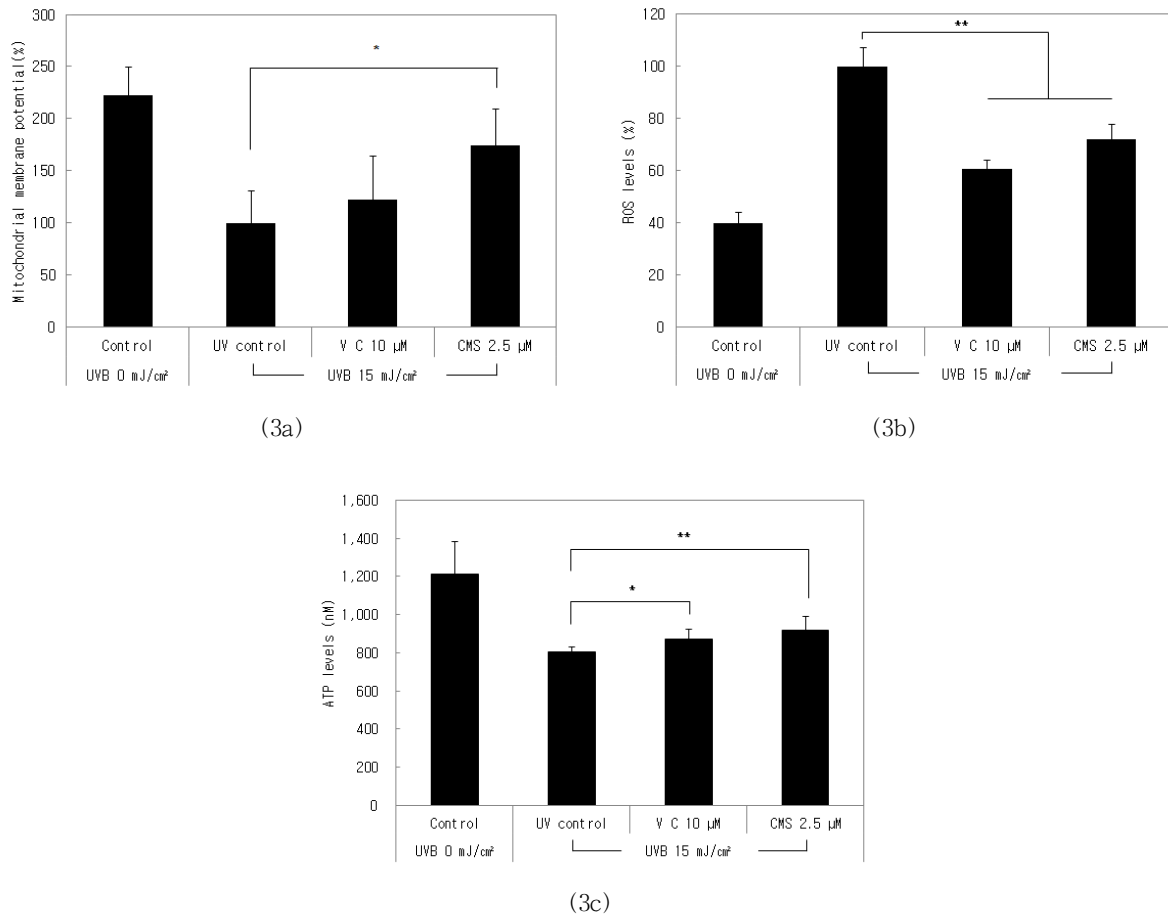 300
250
200
150
100
50
0
Mitochondrial membrane potential(%)
*
Control
UV control
V C 10 μM
CMS 2.5 μM
UVB 0 mJ/㎠
UVB 15 mJ/㎠
(3a)
120
100
80
60
40
20
0
ROS levels (%)
**
Control
UV control
V C 10 μM
CMS 2.5 μM
UVB 0 mJ/㎠
UVB 15 mJ/㎠
(3b)
1,600
1,400
1,200
1,000
800
600
400
200
0
ATP levels (nM)
**
*
Control
UV control
V C 10 μM
CMS 2.5 μM
UVB 0 mJ/㎠
UVB 15 mJ/㎠
(3c)